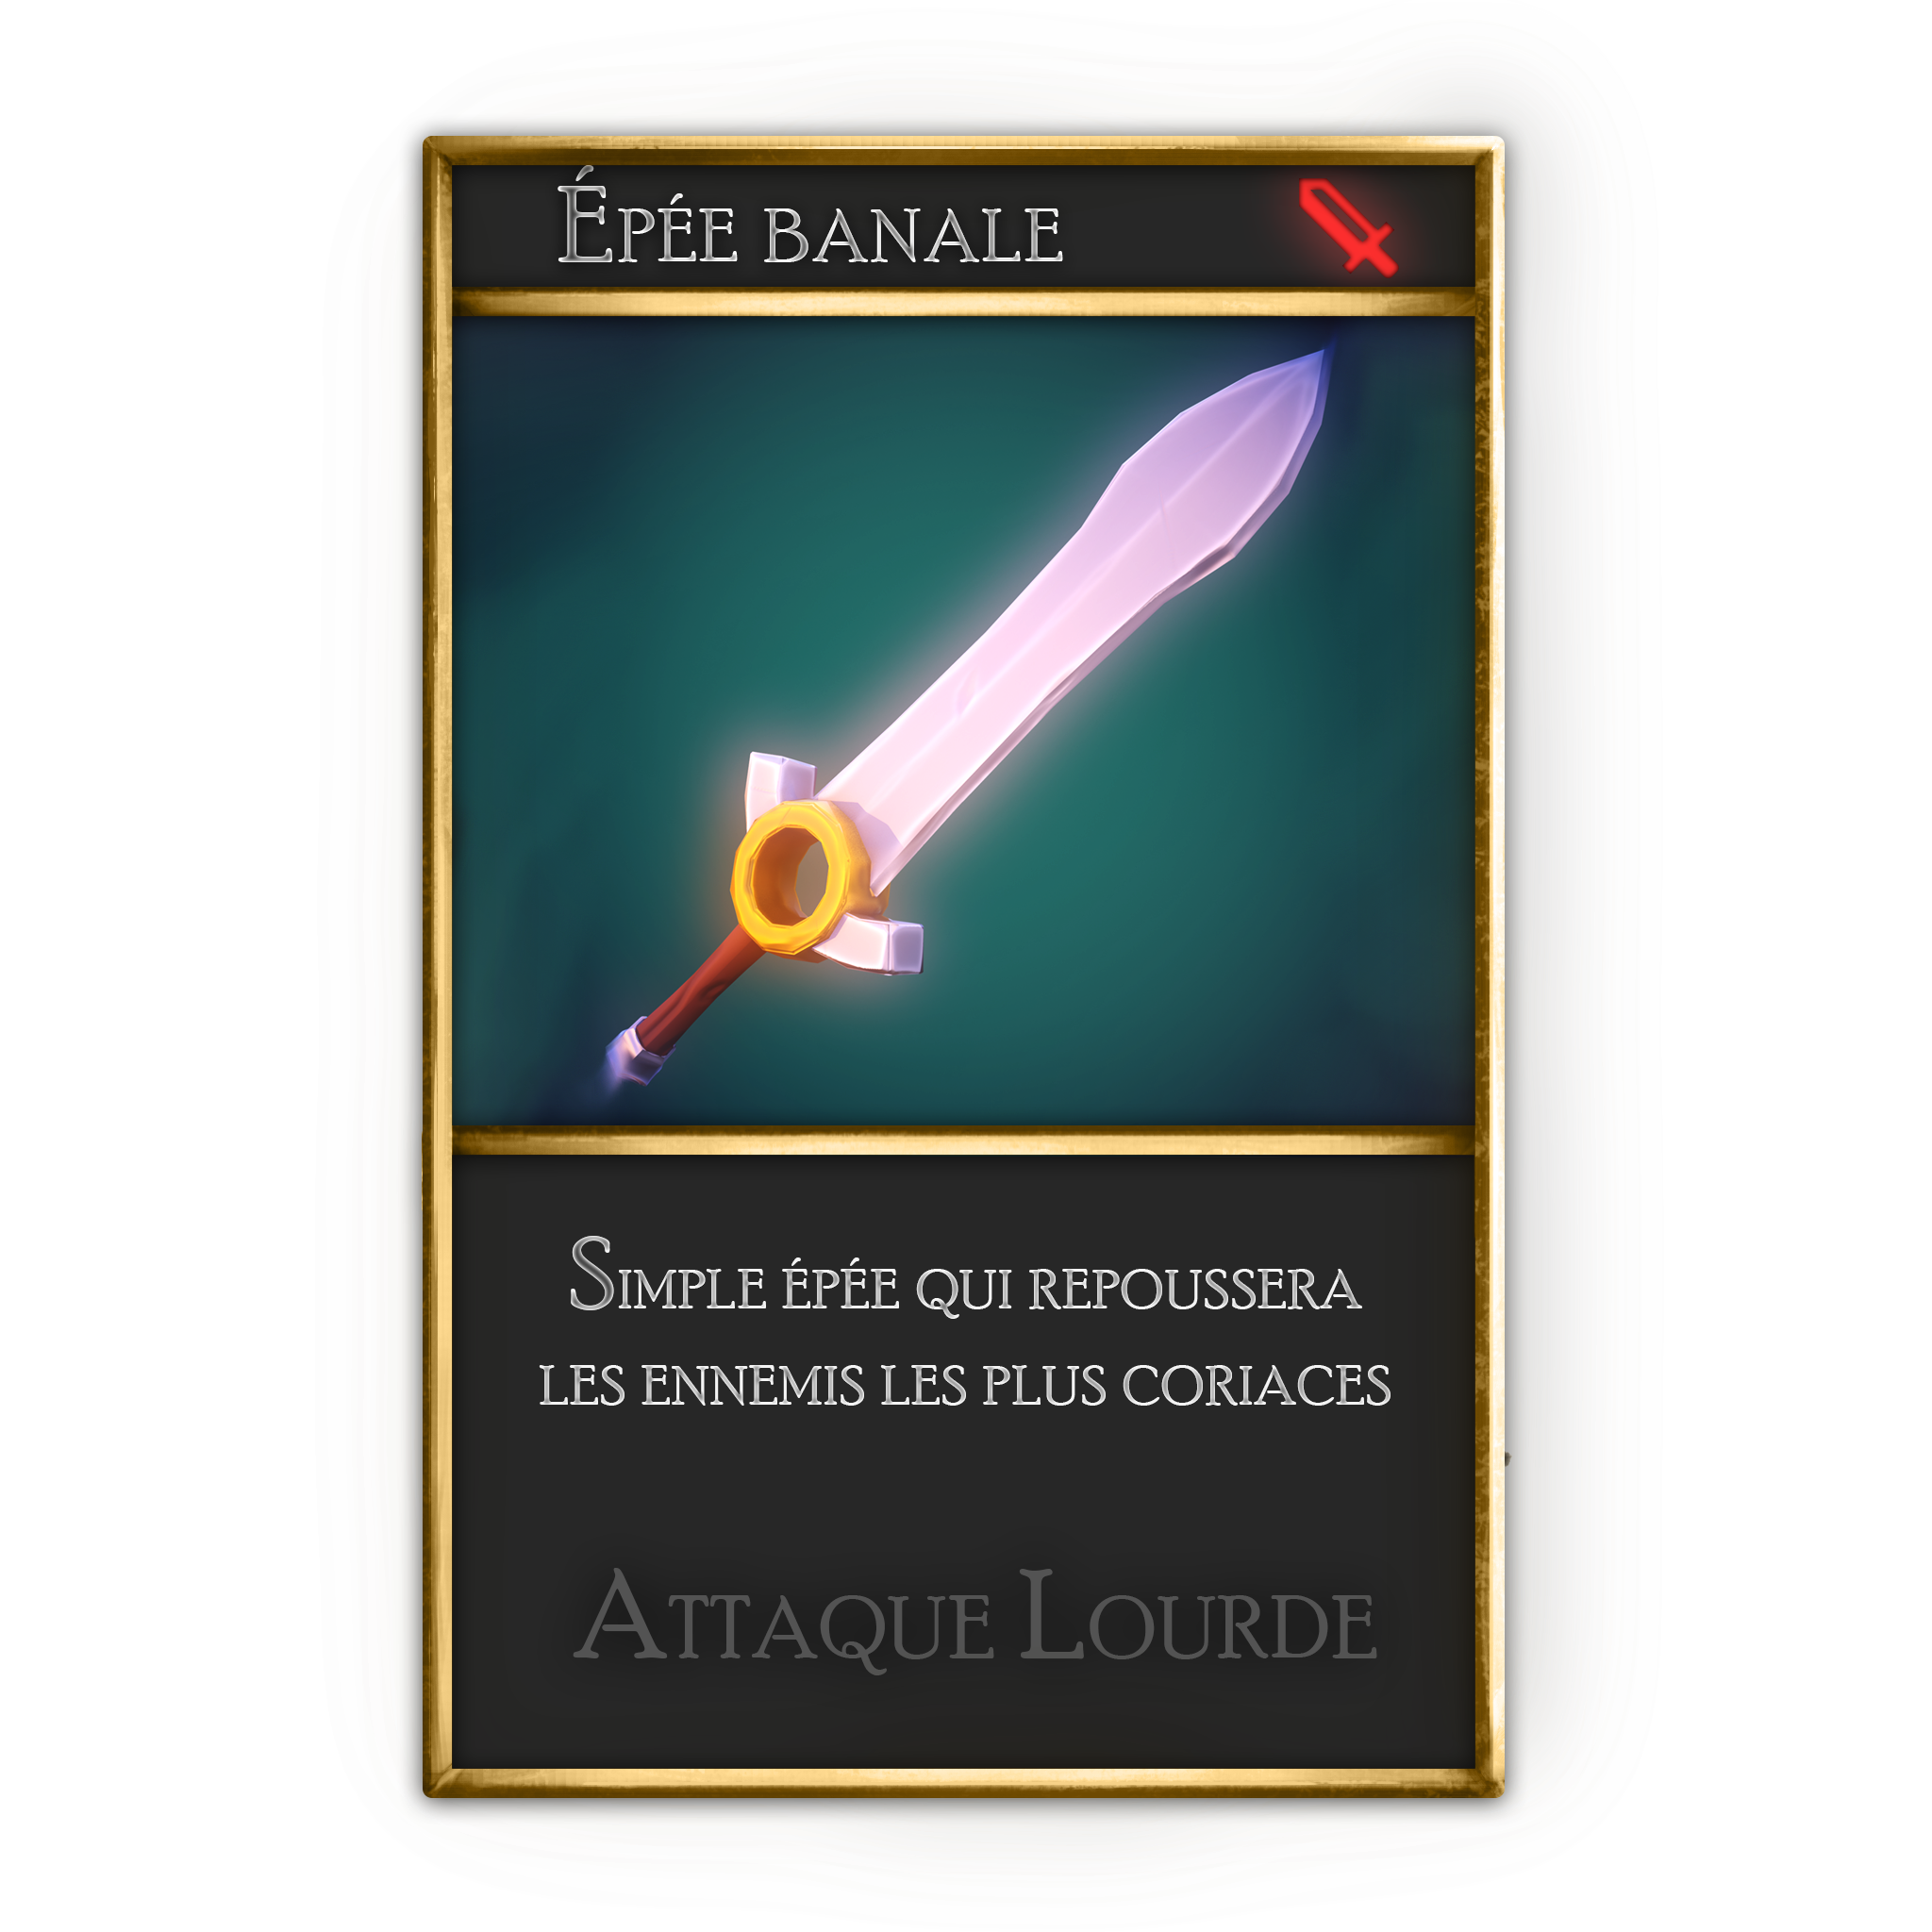 Épée banale
Simple épée qui repoussera
les ennemis les plus coriaces
Attaque Lourde